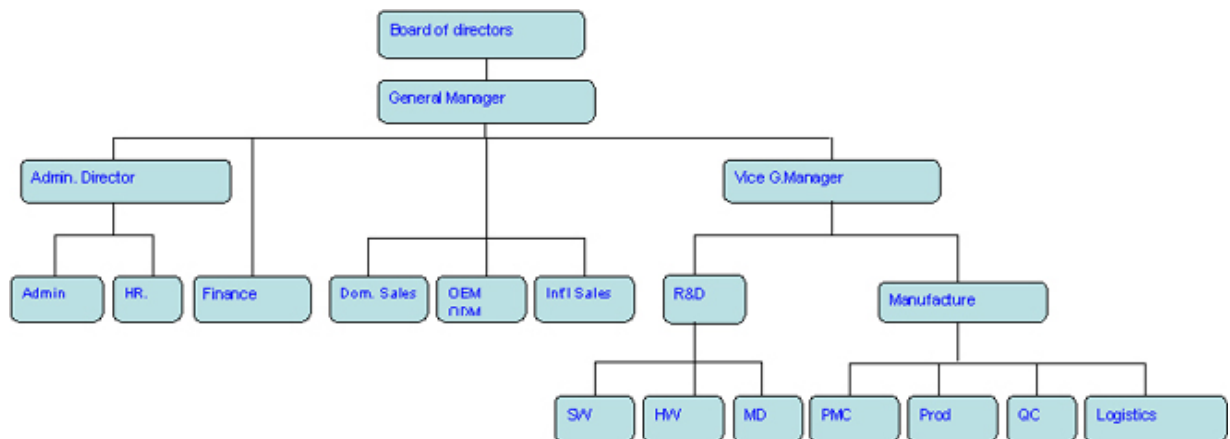 Board of directors
General Manager
Admin. Director
Vice G.Manager
Admin
HR.
Finance
Dom. Sales
OEM
ODM
Int'l Sales
R&D
Manufacture
SW
HW
MD
PMC
Prod
QC
Logistics